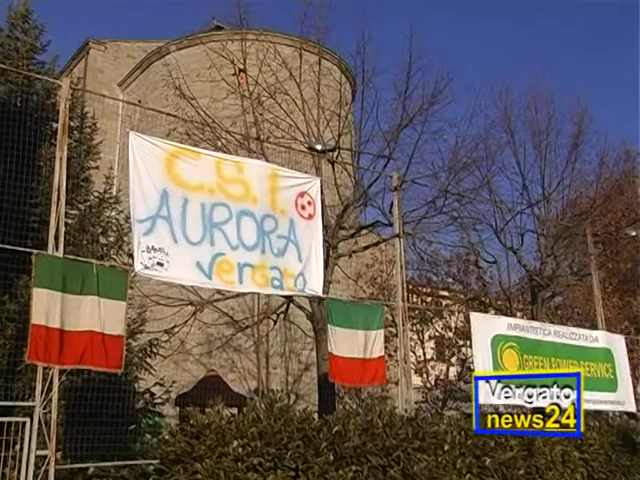 C.S.I.
AURORA
vergato
IMPIANTISTICA REALIZZATA DA
GREEN POWER SERVICE
Vergato
news24